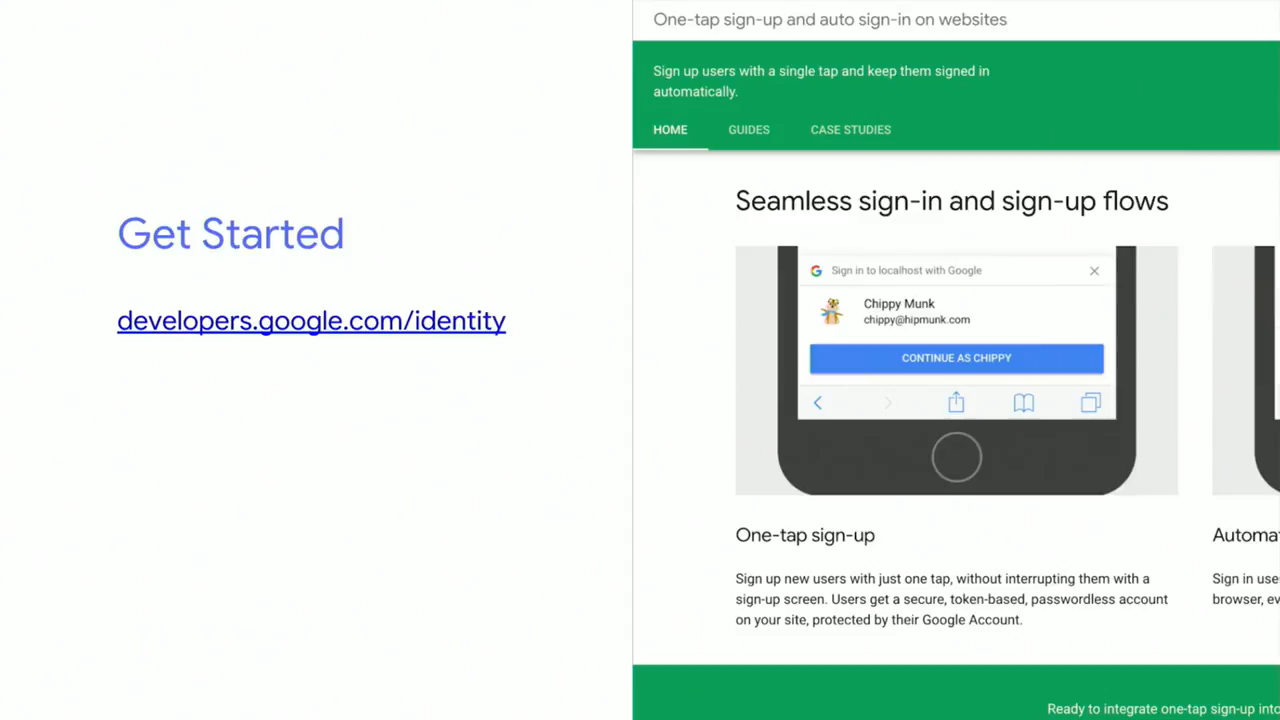 Get Started
developers.google.com/identity
One-tap sign-up and auto sign-in on websites
Sign up users with a single tap and keep them signed in
automatically.
HOME GUIDES CASE STUDIES
Seamless sign-in and sign-up flows
Sign in to localhost with Google
Chippy Munk
chippy@hipmunk.com
CONTINUE AS CHIPPY
One-tap sign-up
Sign up new users with just one tap, without interrupting them with a
sign-up screen. Users get a secure, token-based, passwordless account
on your site, protected by their Google Account.
Sign in
browser,
Ready to integrate one-tap sign-up into